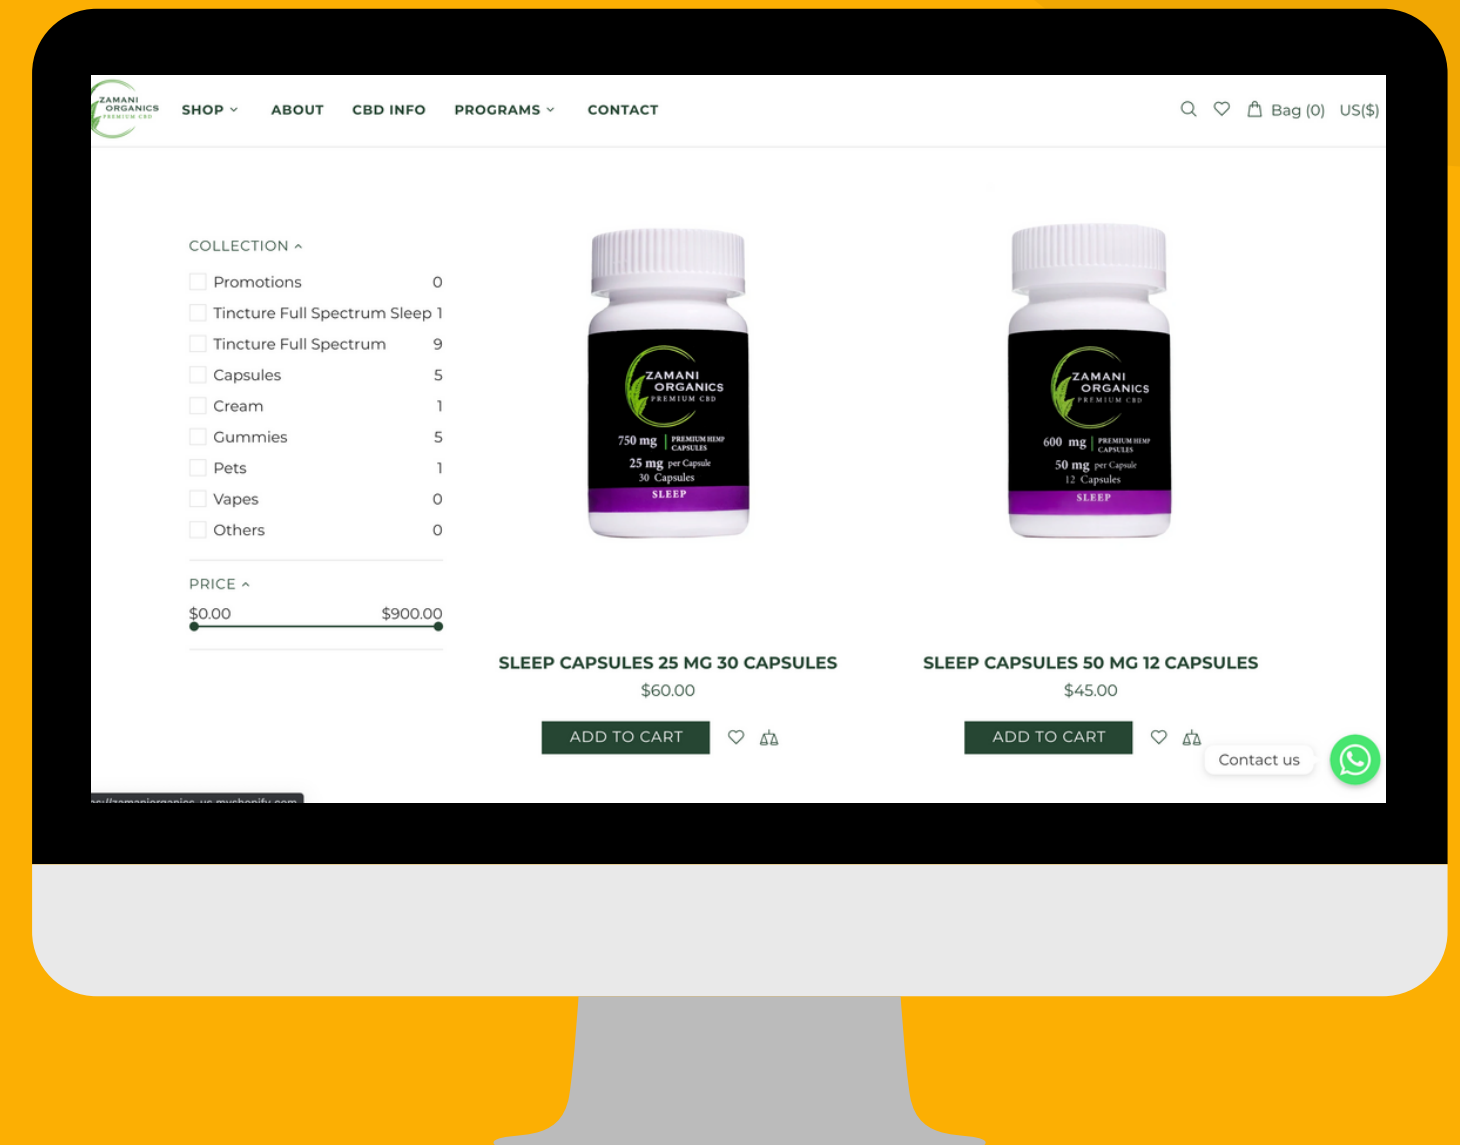 ZAMANI
ORGANICS
PREMIUM CBD
SHOP
ABOUT
CBD INFO
PROGRAMS
CONTACT
Bag (0)
US($)
COLLECTION
Promotions 0
Tincture Full Spectrum Sleep 1
Tincture Full Spectrum 9
Capsules 5
Cream 1
Gummies 5
Pets 1
Vapes 0
Others 0
PRICE
$0.00 $900.00
ZAMANI
ORGANICS
PREMIUM CBD
750 mg PREMIUM HEMP
CAPSULES
25 mg per Capsule
30 Capsules
SLEEP
SLEEP CAPSULES 25 MG 30 CAPSULES
$60.00
ADD TO CART
ZAMANI
ORGANICS
PREMIUM CBD
600 mg PREMIUM HEMP
CAPSULES
50 mg per Capsule
12 Capsules
SLEEP
SLEEP CAPSULES 50 MG 12 CAPSULES
$45.00
ADD TO CART
Contact us